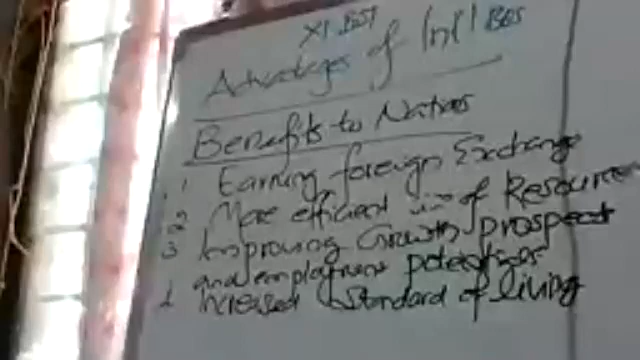 XI BST
Advantages of Int'l Bus
Benefits to Nations
1 Earning foreign Exchange
2 More efficient use of Resources
3 Improving Growth prospect
and employment potentials
4 Increased Standard of living